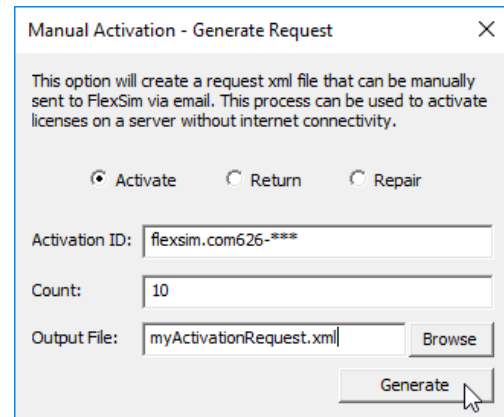 Manual Activation - Generate Request
This option will create a request xml file that can be manually
sent to FlexSim via email. This process can be used to activate
licenses on a server without internet connectivity.
Activate Return Repair
Activation ID: flexsim.com626-***
Count: 10
Output File: myActivationRequest.xml Browse
Generate